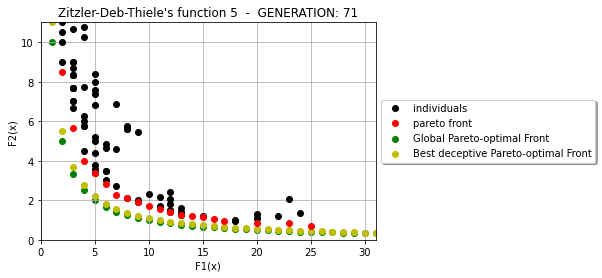 Zitzler-Deb-Thiele's function 5 - GENERATION: 71
10
8
6
4
2
0
F2(x)
0
5
10
15
20
25
30
F1(x)
individuals
pareto front
Global Pareto-optimal Front
Best deceptive Pareto-optimal Front